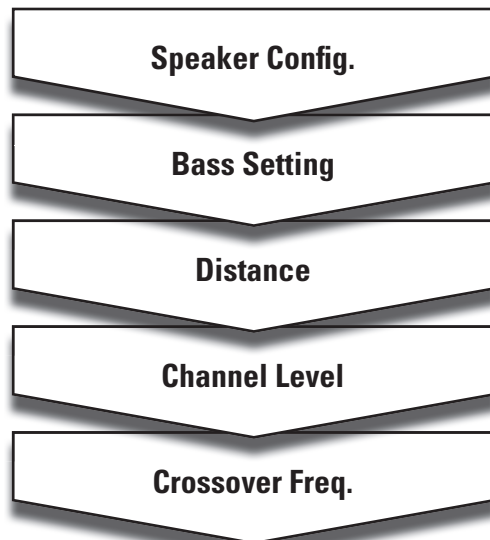 Speaker Config.
Bass Setting
Distance
Channel Level
Crossover Freq.